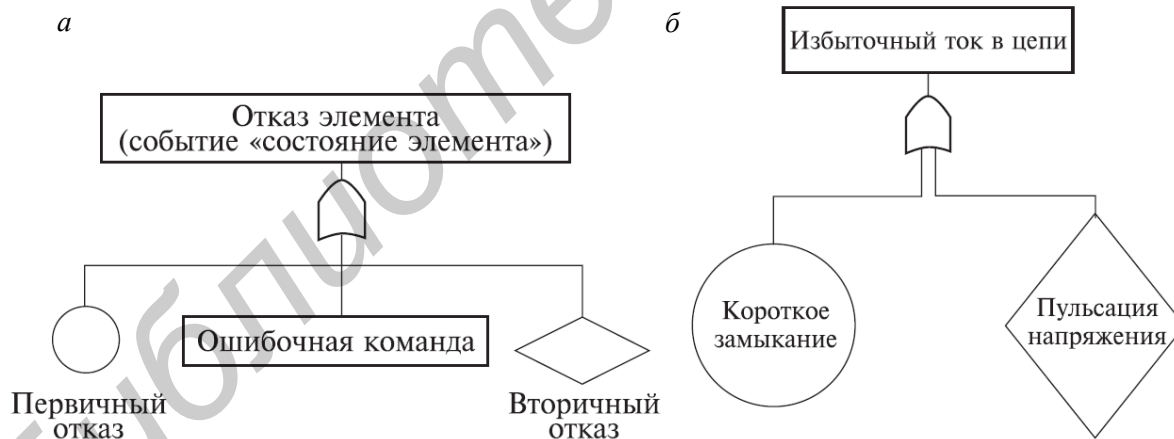 а
Отказ элемента
(событие «состояние элемента»)
Ошибочная команда
Первичный
отказ
Вторичный
отказ
б
Избыточный ток в цепи
Короткое
замыкание
Пульсация
напряжения